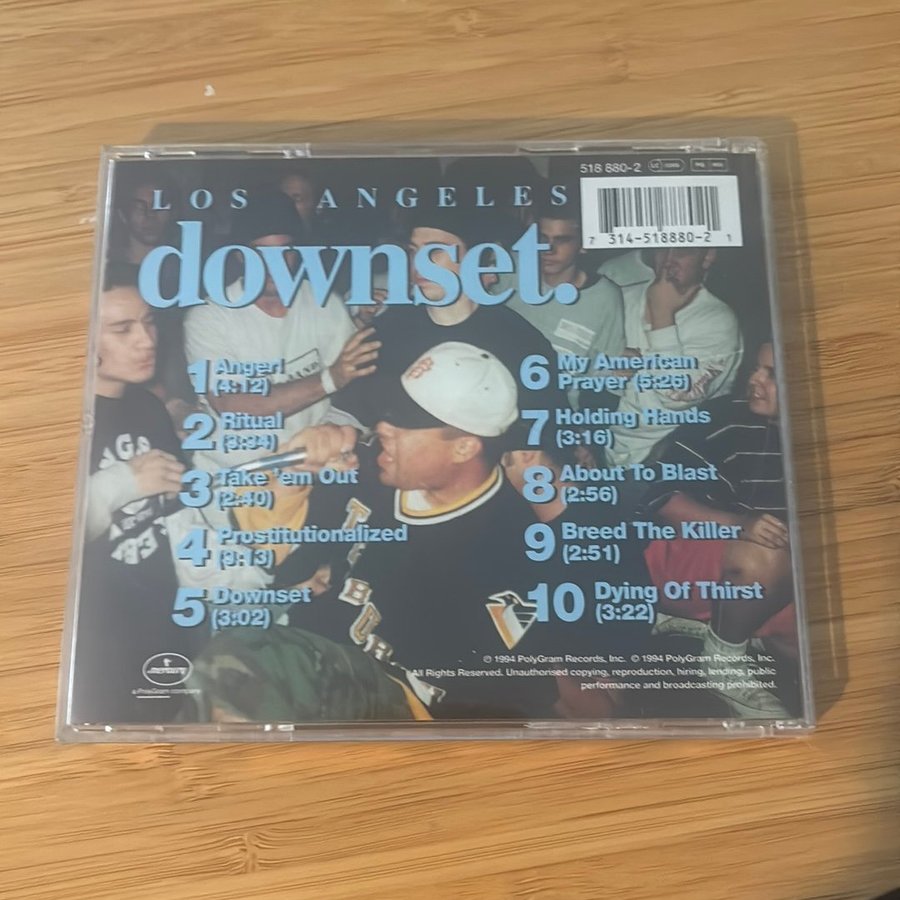 518 880-2
LOS ANGELES
7 314-518880-2 1
downset.
1 Anger!
(4:12)
2 Ritual
(3:34)
3 Take 'em Out
(2:40)
4 Prostitutionalized
(3:13)
5 Downset
(3:02)
6 My American
Prayer (5:26)
7 Holding Hands
(3:16)
8 About To Blast
(2:56)
9 Breed The Killer
(2:51)
10 Dying Of Thirst
(3:22)
mercury
a PolyGram company
℗ 1994 PolyGram Records, Inc. © 1994 PolyGram Records, Inc.
All Rights Reserved. Unauthorised copying, reproduction, hiring, lending, public
performance and broadcasting prohibited.